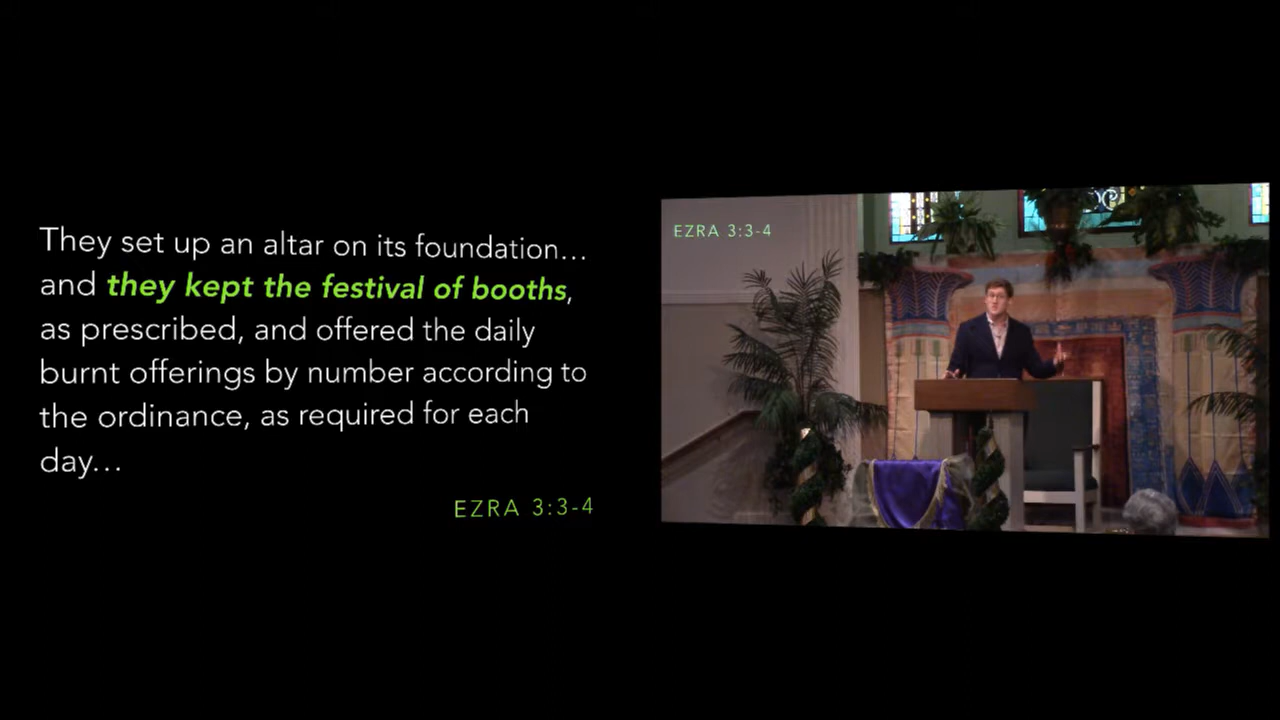 They set up an altar on its foundation…
and they kept the festival of booths,
as prescribed, and offered the daily
burnt offerings by number according to
the ordinance, as required for each
day…
EZRA 3:3-4
EZRA 3:3-4